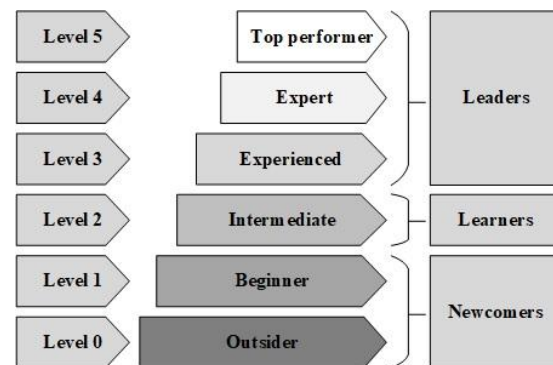 Level 5
Top performer
Level 4
Expert
Leaders
Level 3
Experienced
Level 2
Intermediate
Learners
Level 1
Beginner
Newcomers
Level 0
Outsider